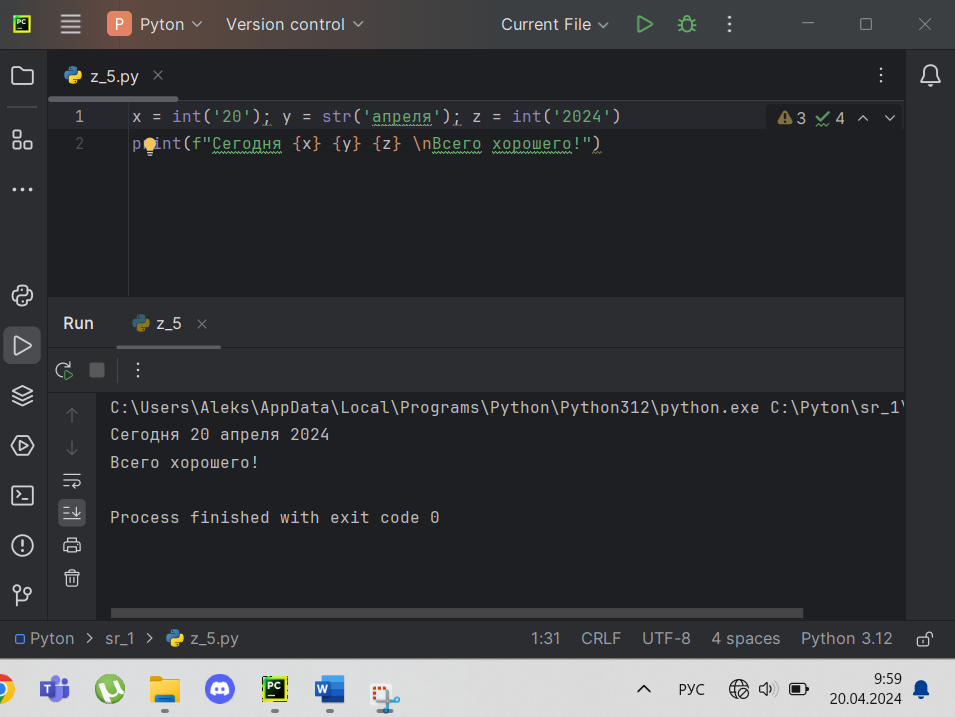 PC P Pyton Version control Current File
z_5.py
1 x = int('20'); y = str('апреля'); z = int('2024') 3 4
2 print(f"Сегодня {x} {y} {z} \nВсего хорошего!")
Run z_5
C:\Users\Aleks\AppData\Local\Programs\Python\Python312\python.exe C:\Pyton\sr_1\
Сегодня 20 апреля 2024
Всего хорошего!
Process finished with exit code 0
Pyton > sr_1 > z_5.py 1:31 CRLF UTF-8 4 spaces Python 3.12
T PC W РУС 9:59
20.04.2024